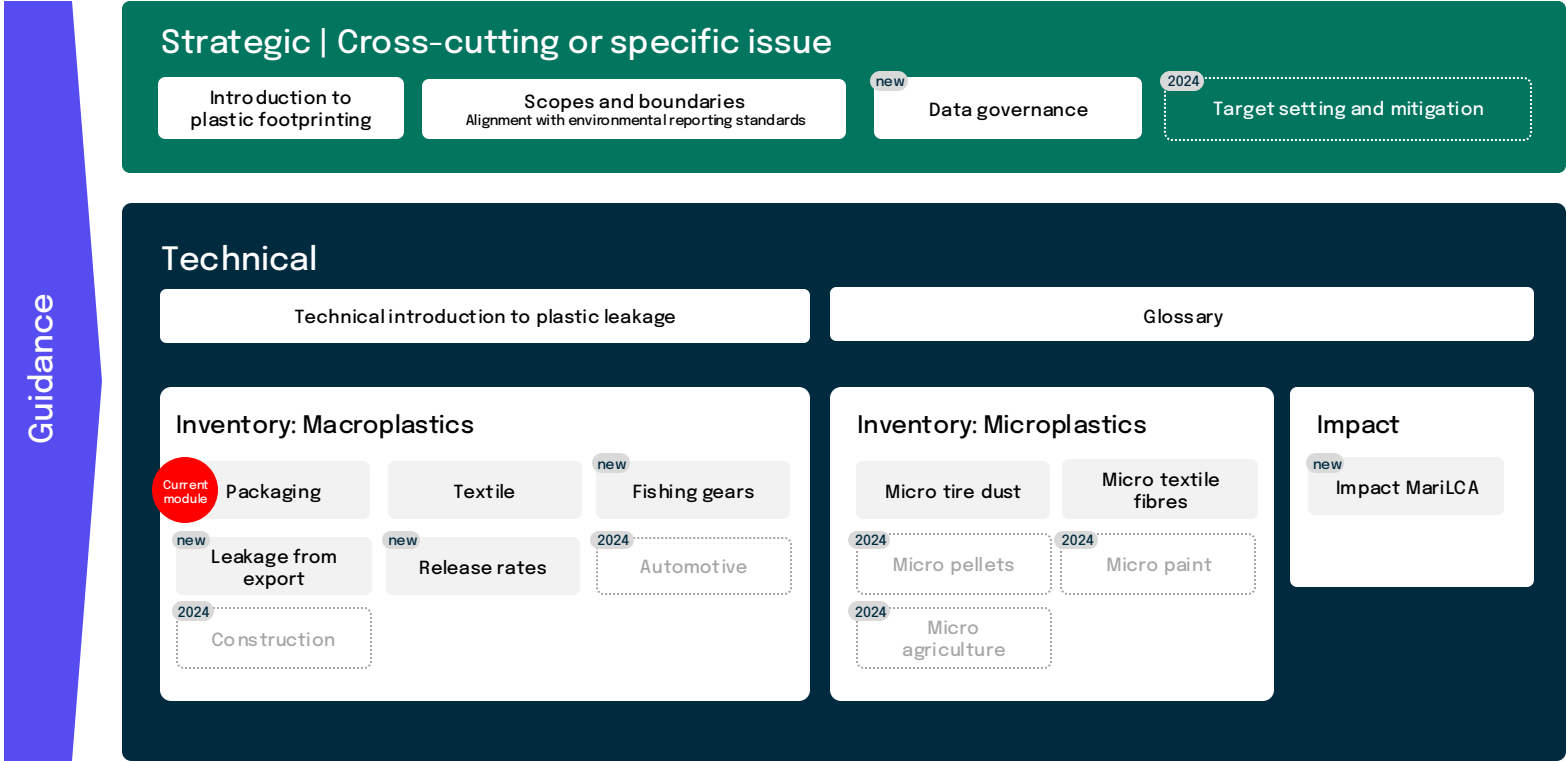 Guidance
Strategic | Cross-cutting or specific issue
Introduction to
plastic footprinting
Scopes and boundaries
Alignment with environmental reporting standards
new
Data governance
2024
Target setting and mitigation
Technical
Technical introduction to plastic leakage
Glossary
Inventory: Macroplastics
Current
module
Packaging
Textile
new
Fishing gears
new
Leakage from
export
new
Release rates
2024
Automotive
2024
Construction
Inventory: Microplastics
Micro tire dust
Micro textile
fibres
2024
Micro pellets
2024
Micro paint
2024
Micro
agriculture
Impact
new
Impact MariLCA